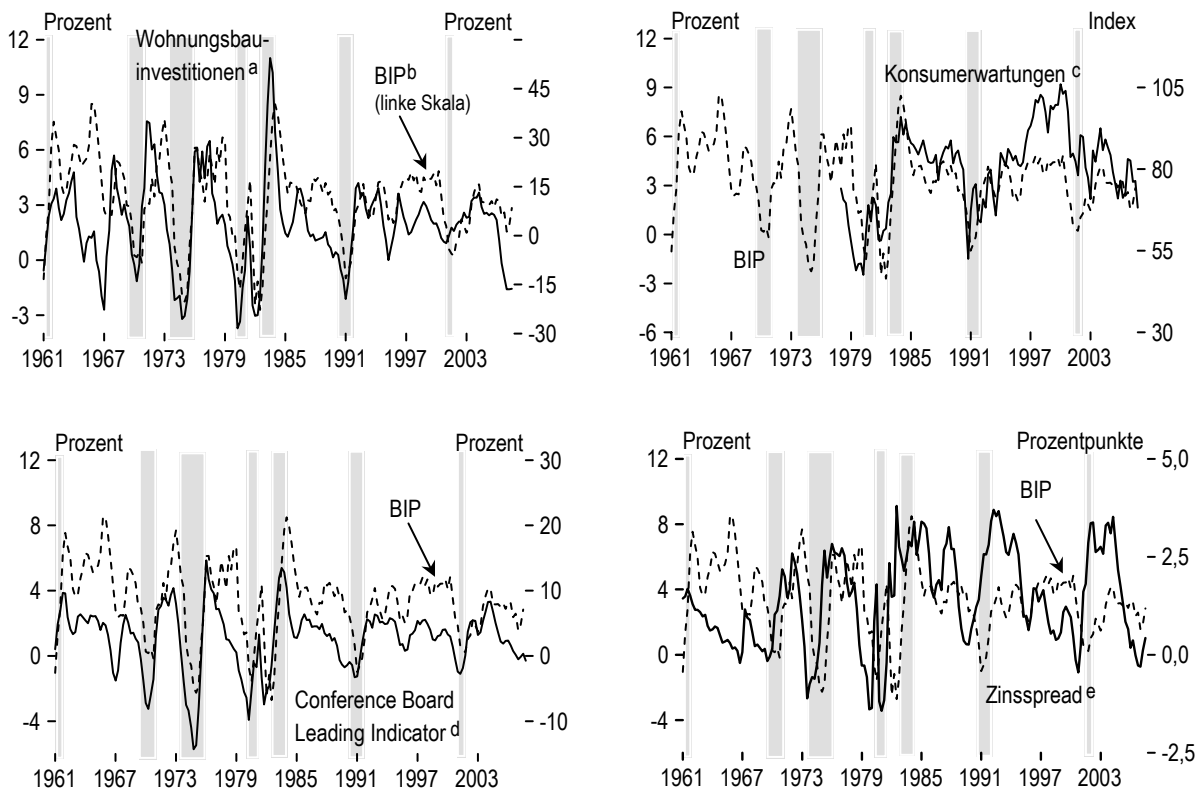 Prozent Prozent
12
9
6
3
0
-3
45
30
15
0
-15
-30
Wohnungsbau-
investitionen a
BIP b
(linke Skala)
1961 1967 1973 1979 1985 1991 1997 2003
Prozent Index
12
9
6
3
0
-3
-6
105
80
55
30
Konsumerwartungen c
BIP
1961 1967 1973 1979 1985 1991 1997 2003
Prozent Prozent
12
8
4
0
-4
30
20
10
0
-10
BIP
Conference Board
Leading Indicator d
1961 1967 1973 1979 1985 1991 1997 2003
Prozent Prozentpunkte
12
8
4
0
-4
5,0
2,5
0,0
-2,5
BIP
Zinsspread e
1961 1967 1973 1979 1985 1991 1997 2003